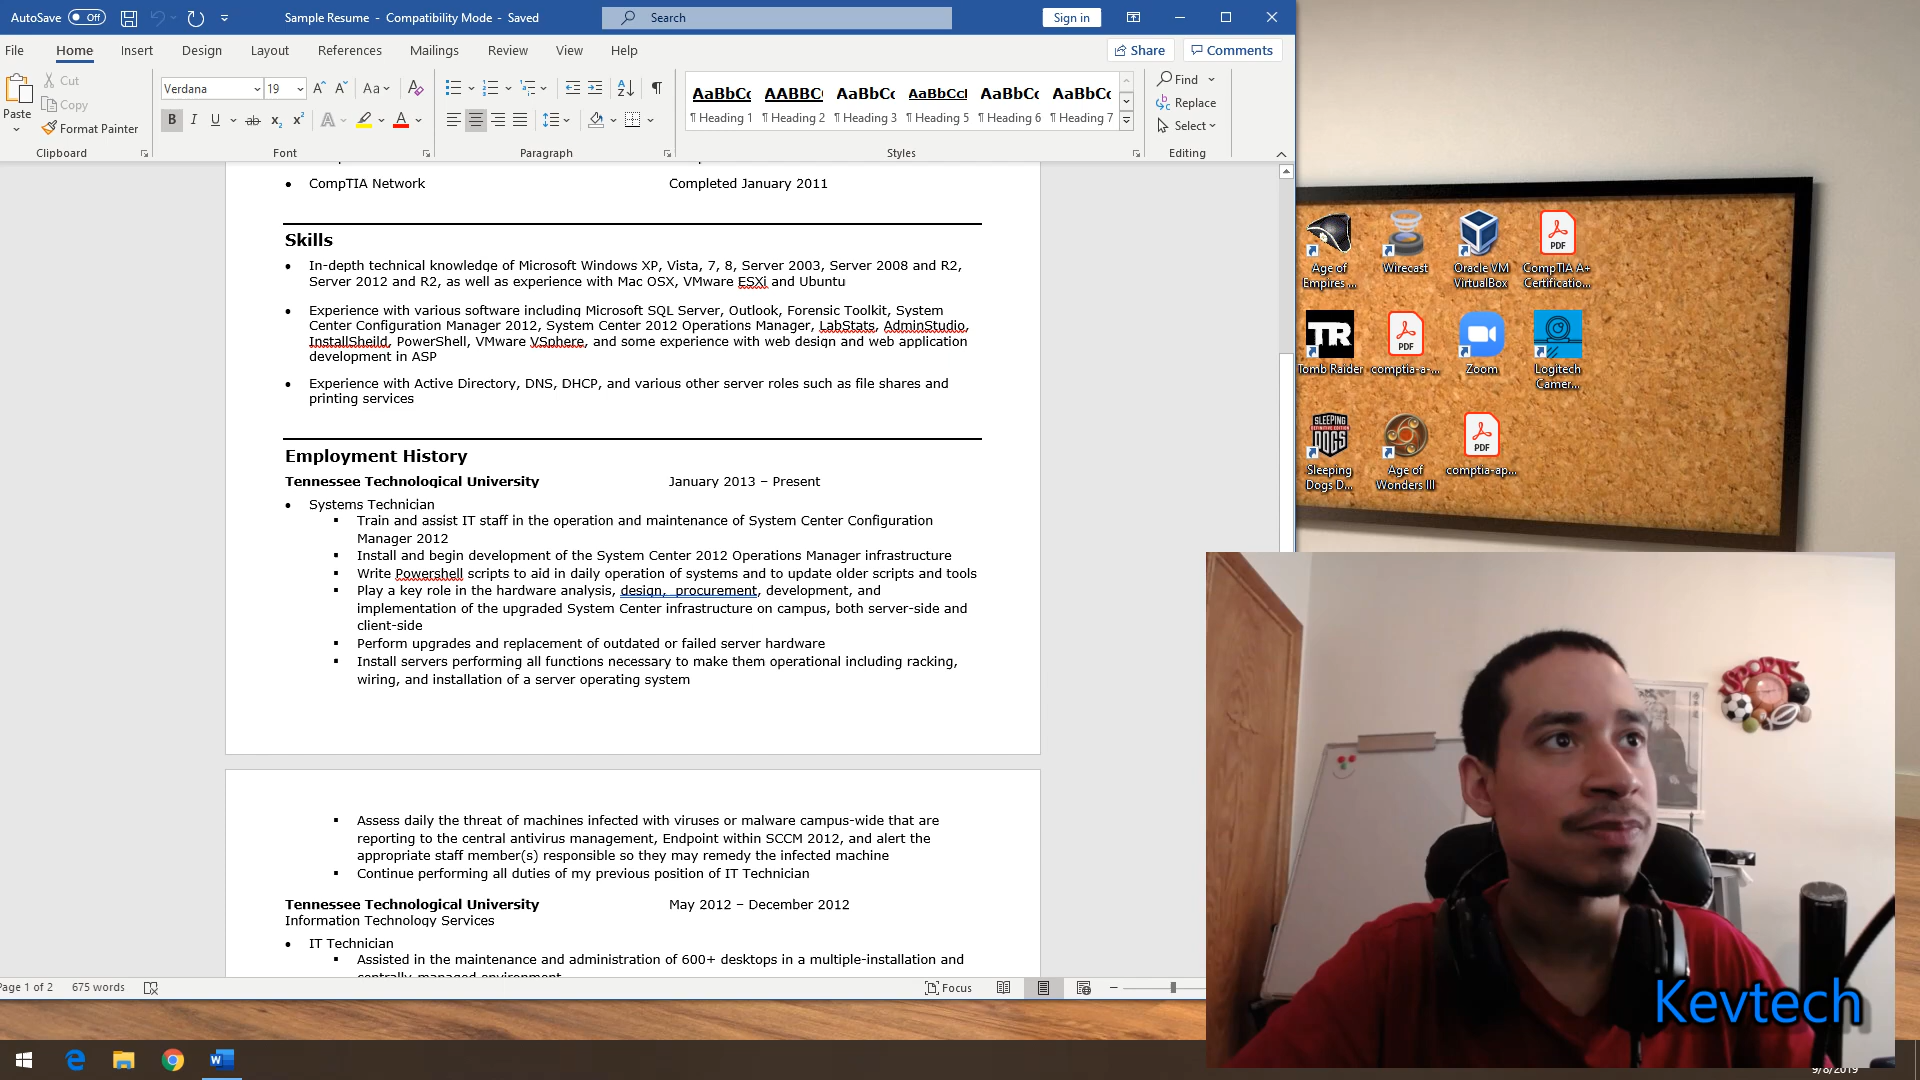 AutoSave Off Sample Resume - Compatibility Mode - Saved Search Sign in
File Home Insert Design Layout References Mailings Review View Help Share Comments
Paste Cut Copy Format Painter
Verdana 19 Aa
B I U ab x₂ x² A A
AaBbCc AABBC AaBbCc AaBbCcI AaBbCc AaBbCc
¶ Heading 1 ¶ Heading 2 ¶ Heading 3 ¶ Heading 5 ¶ Heading 6 ¶ Heading 7
Find
Replace
Select
Clipboard Font Paragraph Styles Editing
• CompTIA Network Completed January 2011
Skills
• In-depth technical knowledge of Microsoft Windows XP, Vista, 7, 8, Server 2003, Server 2008 and R2,
Server 2012 and R2, as well as experience with Mac OSX, VMware ESXi and Ubuntu
• Experience with various software including Microsoft SQL Server, Outlook, Forensic Toolkit, System
Center Configuration Manager 2012, System Center 2012 Operations Manager, LabStats, AdminStudio,
InstallSheild, PowerShell, VMware VSphere, and some experience with web design and web application
development in ASP
• Experience with Active Directory, DNS, DHCP, and various other server roles such as file shares and
printing services
Employment History
Tennessee Technological University January 2013 – Present
• Systems Technician
▪ Train and assist IT staff in the operation and maintenance of System Center Configuration
Manager 2012
▪ Install and begin development of the System Center 2012 Operations Manager infrastructure
▪ Write Powershell scripts to aid in daily operation of systems and to update older scripts and tools
▪ Play a key role in the hardware analysis, design,  procurement, development, and
implementation of the upgraded System Center infrastructure on campus, both server-side and
client-side
▪ Perform upgrades and replacement of outdated or failed server hardware
▪ Install servers performing all functions necessary to make them operational including racking,
wiring, and installation of a server operating system
▪ Assess daily the threat of machines infected with viruses or malware campus-wide that are
reporting to the central antivirus management, Endpoint within SCCM 2012, and alert the
appropriate staff member(s) responsible so they may remedy the infected machine
▪ Continue performing all duties of my previous position of IT Technician
Tennessee Technological University May 2012 – December 2012
Information Technology Services
• IT Technician
▪ Assisted in the maintenance and administration of 600+ desktops in a multiple-installation and
centrally-managed environment
Page 1 of 2 675 words Focus
Age of Empires ...
Wirecast
Oracle VM VirtualBox
PDF
CompTIA A+ Certificatio...
TR
Tomb Raider
PDF
comptia-a-...
Zoom
Logitech Camer...
SLEEPING DOGS
Sleeping Dogs D...
Age of Wonders III
PDF
comptia-ap...
SPORT
Kevtech
9/8/2019